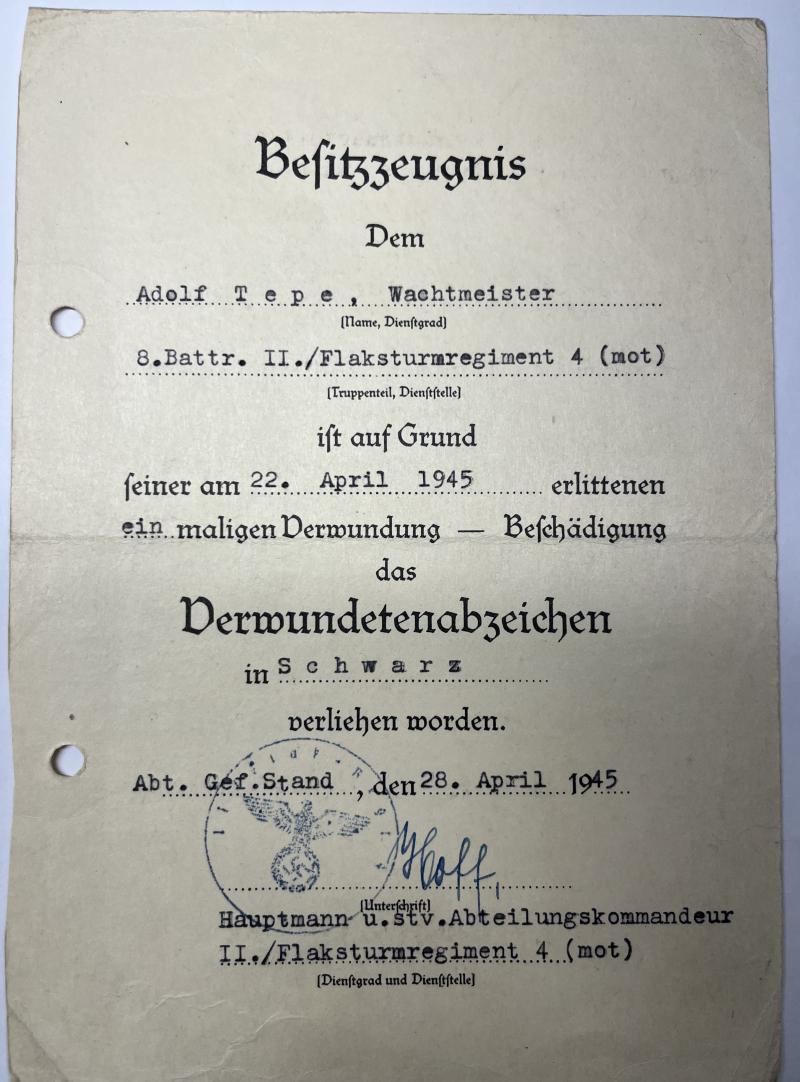 Beſitzzeugnis
Dem
Adolf T e p e , Wachtmeister
(Name, Dienſtgrad)
8.Battr. II./Flaksturmregiment 4 (mot)
(Truppenteil, Dienſtſtelle)
iſt auf Grund
ſeiner am 22. April 1945 erlittenen
ein maligen Verwundung — Beſchädigung
das
Verwundetenabzeichen
in S c h w a r z
verliehen worden.
Abt. Gef.Stand , den 28. April 1945
Hoff,
(Unterſchrift)
Hauptmann u.stv.Abteilungskommandeur
II./Flaksturmregiment 4 (mot)
(Dienſtgrad und Dienſtſtelle)